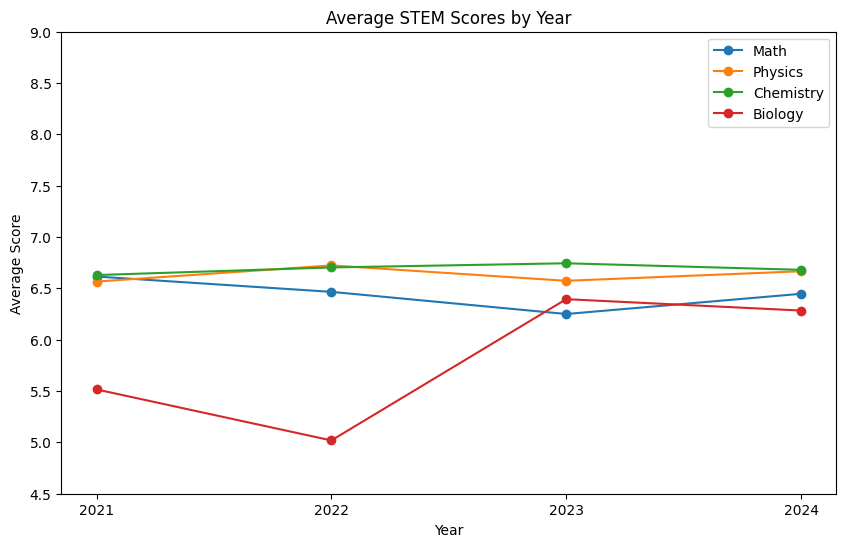 Average STEM Scores by Year
Math
Physics
Chemistry
Biology
Average Score
9.0
8.5
8.0
7.5
7.0
6.5
6.0
5.5
5.0
4.5
2021
2022
2023
2024
Year